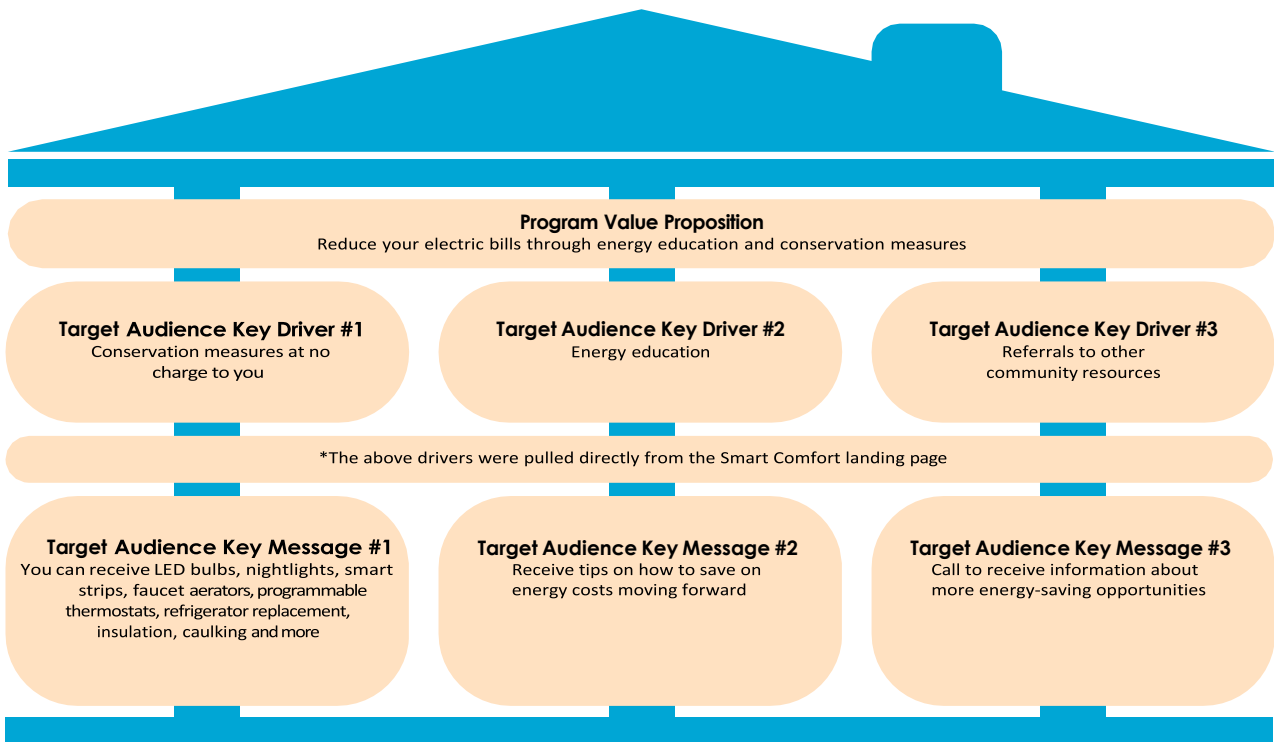 Program Value Proposition
Reduce your electric bills through energy education and conservation measures
Target Audience Key Driver #1
Conservation measures at no
charge to you
Target Audience Key Driver #2
Energy education
Target Audience Key Driver #3
Referrals to other
community resources
*The above drivers were pulled directly from the Smart Comfort landing page
Target Audience Key Message #1
You can receive LED bulbs, nightlights, smart
strips, faucet aerators, programmable
thermostats, refrigerator replacement,
insulation, caulking and more
Target Audience Key Message #2
Receive tips on how to save on
energy costs moving forward
Target Audience Key Message #3
Call to receive information about
more energy-saving opportunities